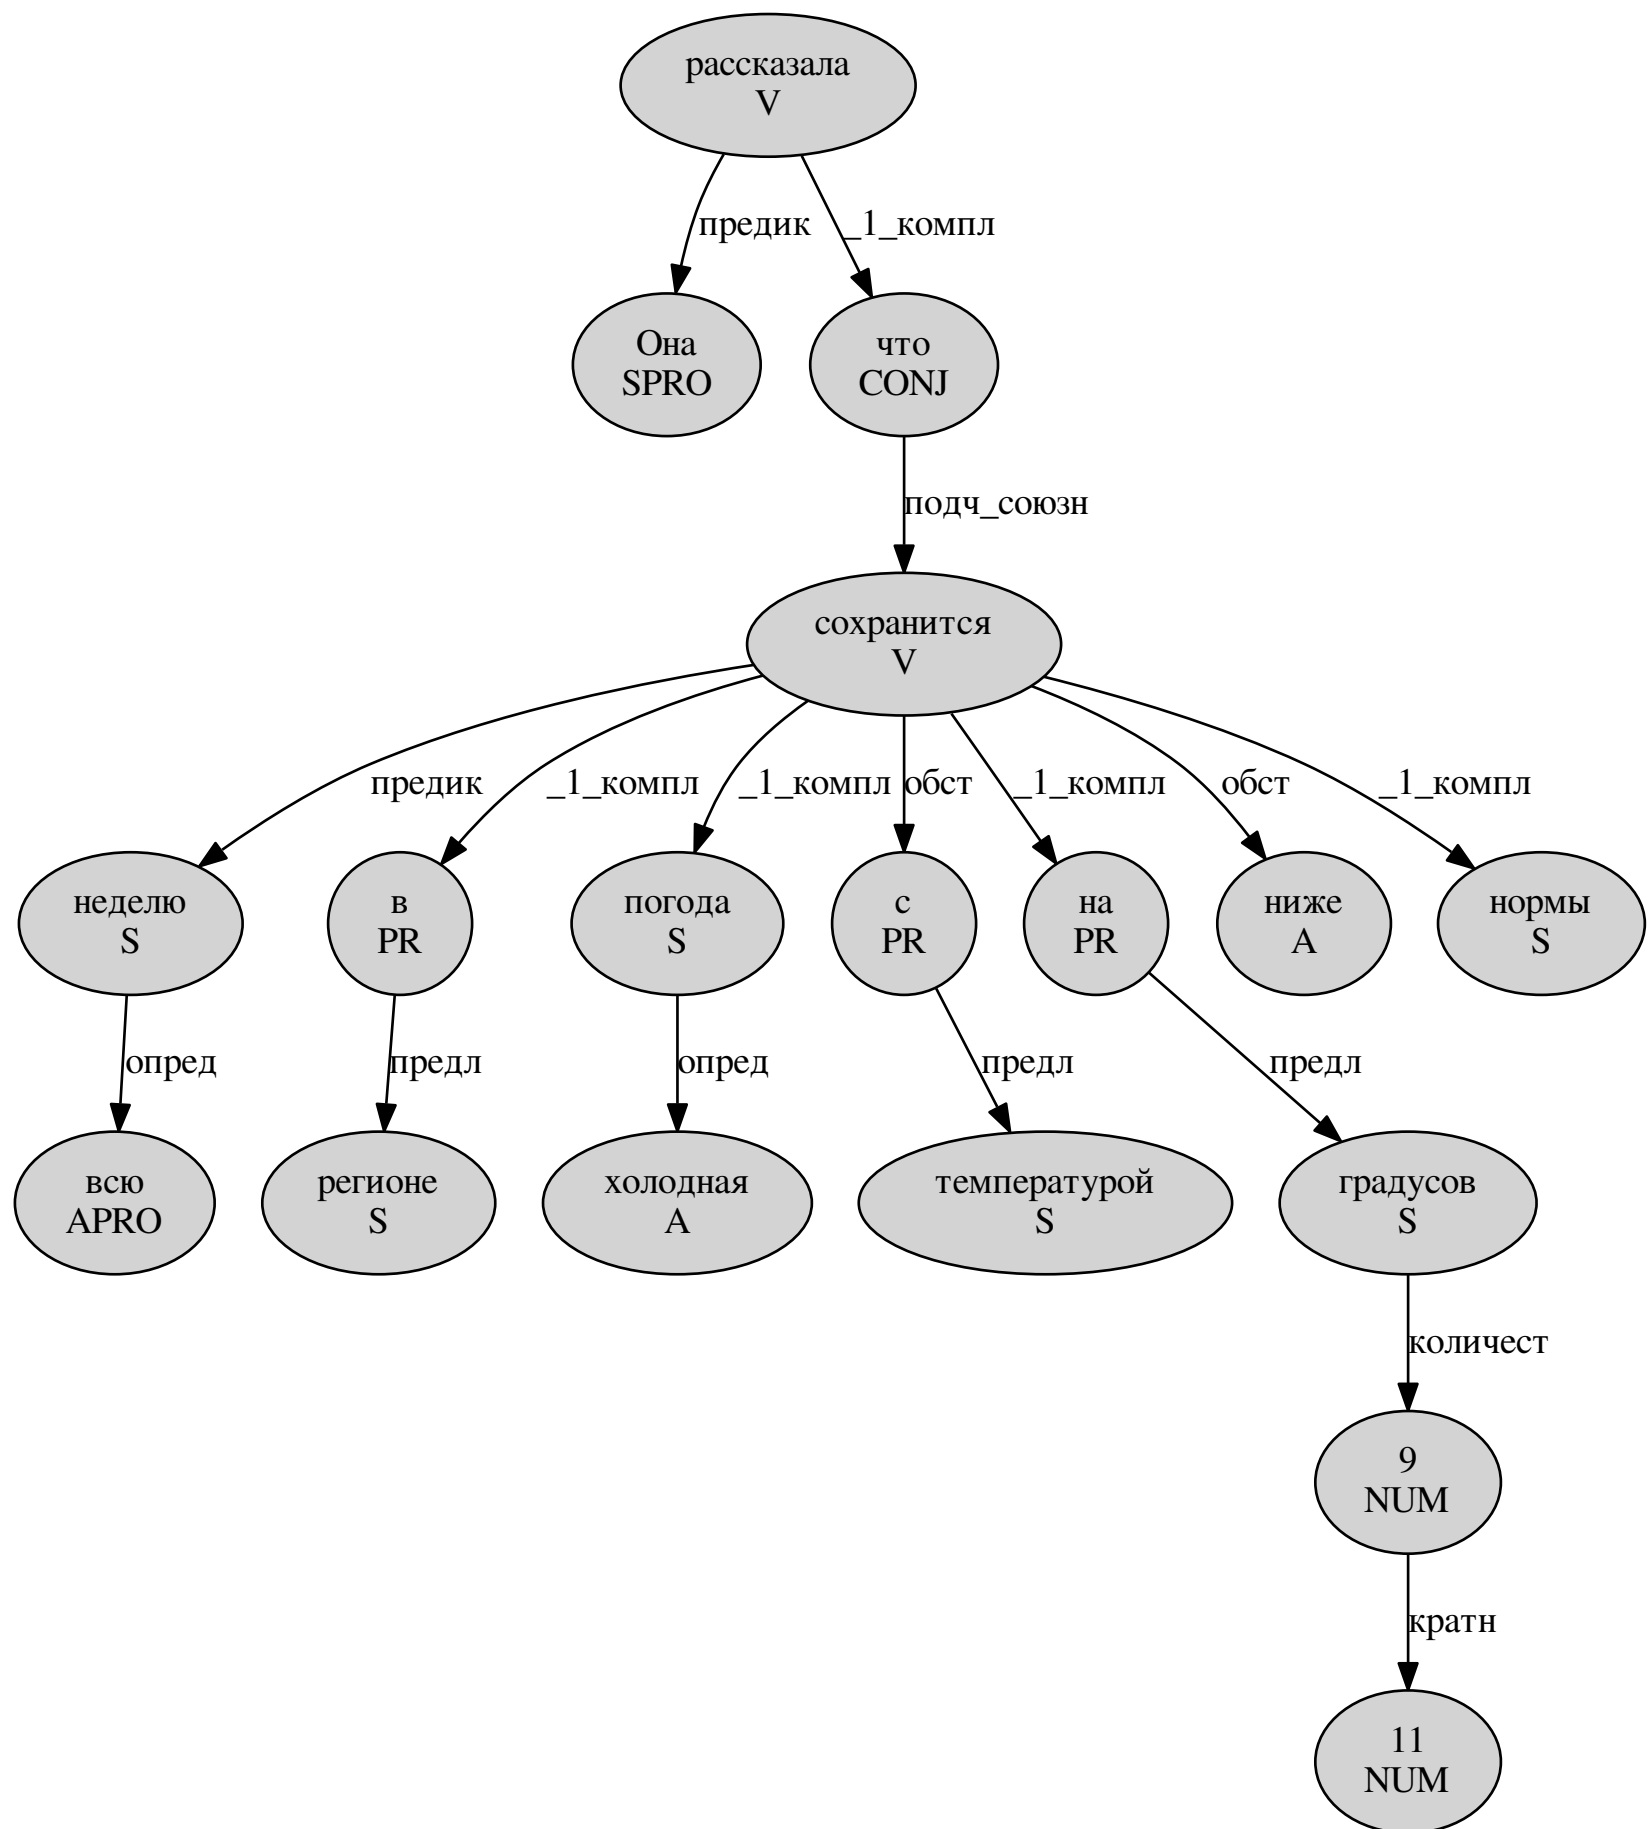 рассказала
V
предик
_1_компл
Она
SPRO
что
CONJ
подч_союзн
сохранится
V
предик
_1_компл
_1_компл
обст
_1_компл
обст
_1_компл
неделю
S
в
PR
погода
S
с
PR
на
PR
ниже
A
нормы
S
опред
предл
опред
предл
предл
всю
APRO
регионе
S
холодная
A
температурой
S
градусов
S
количест
9
NUM
кратн
11
NUM